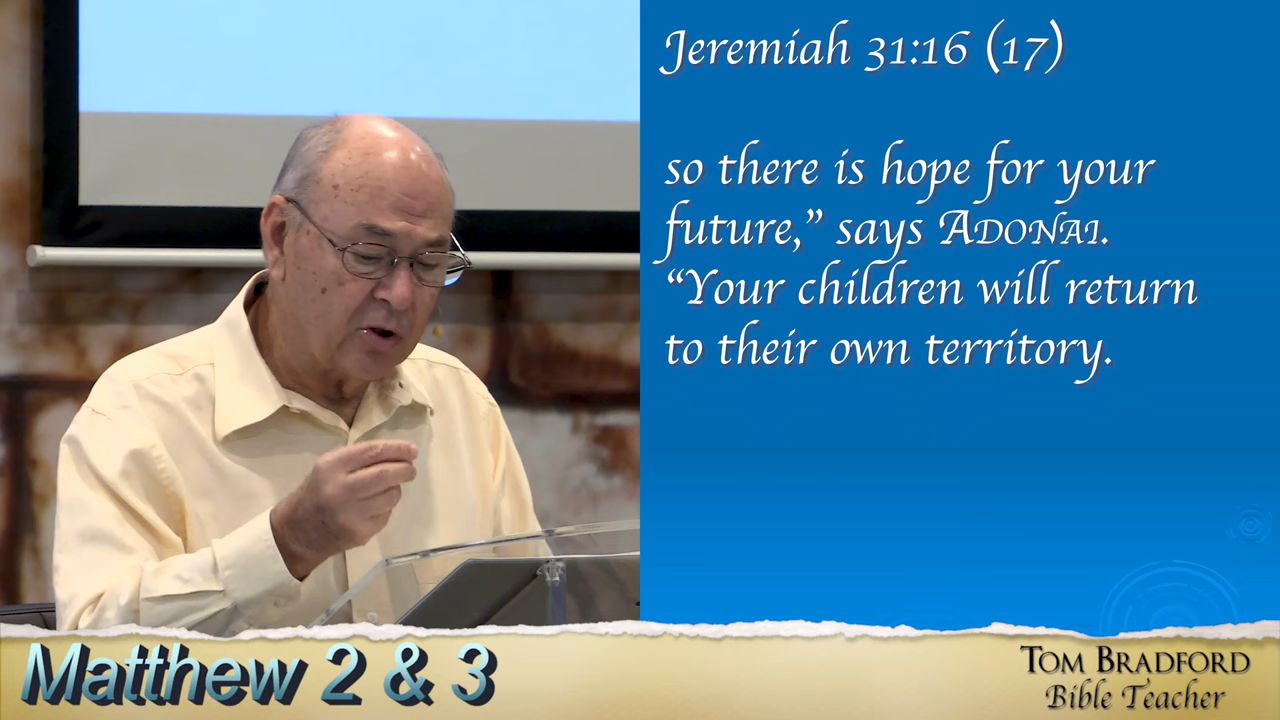 Jeremiah 31:16 (17)
so there is hope for your
future,” says ADONAI.
“Your children will return
to their own territory.
Matthew 2 & 3
TOM BRADFORD
Bible Teacher